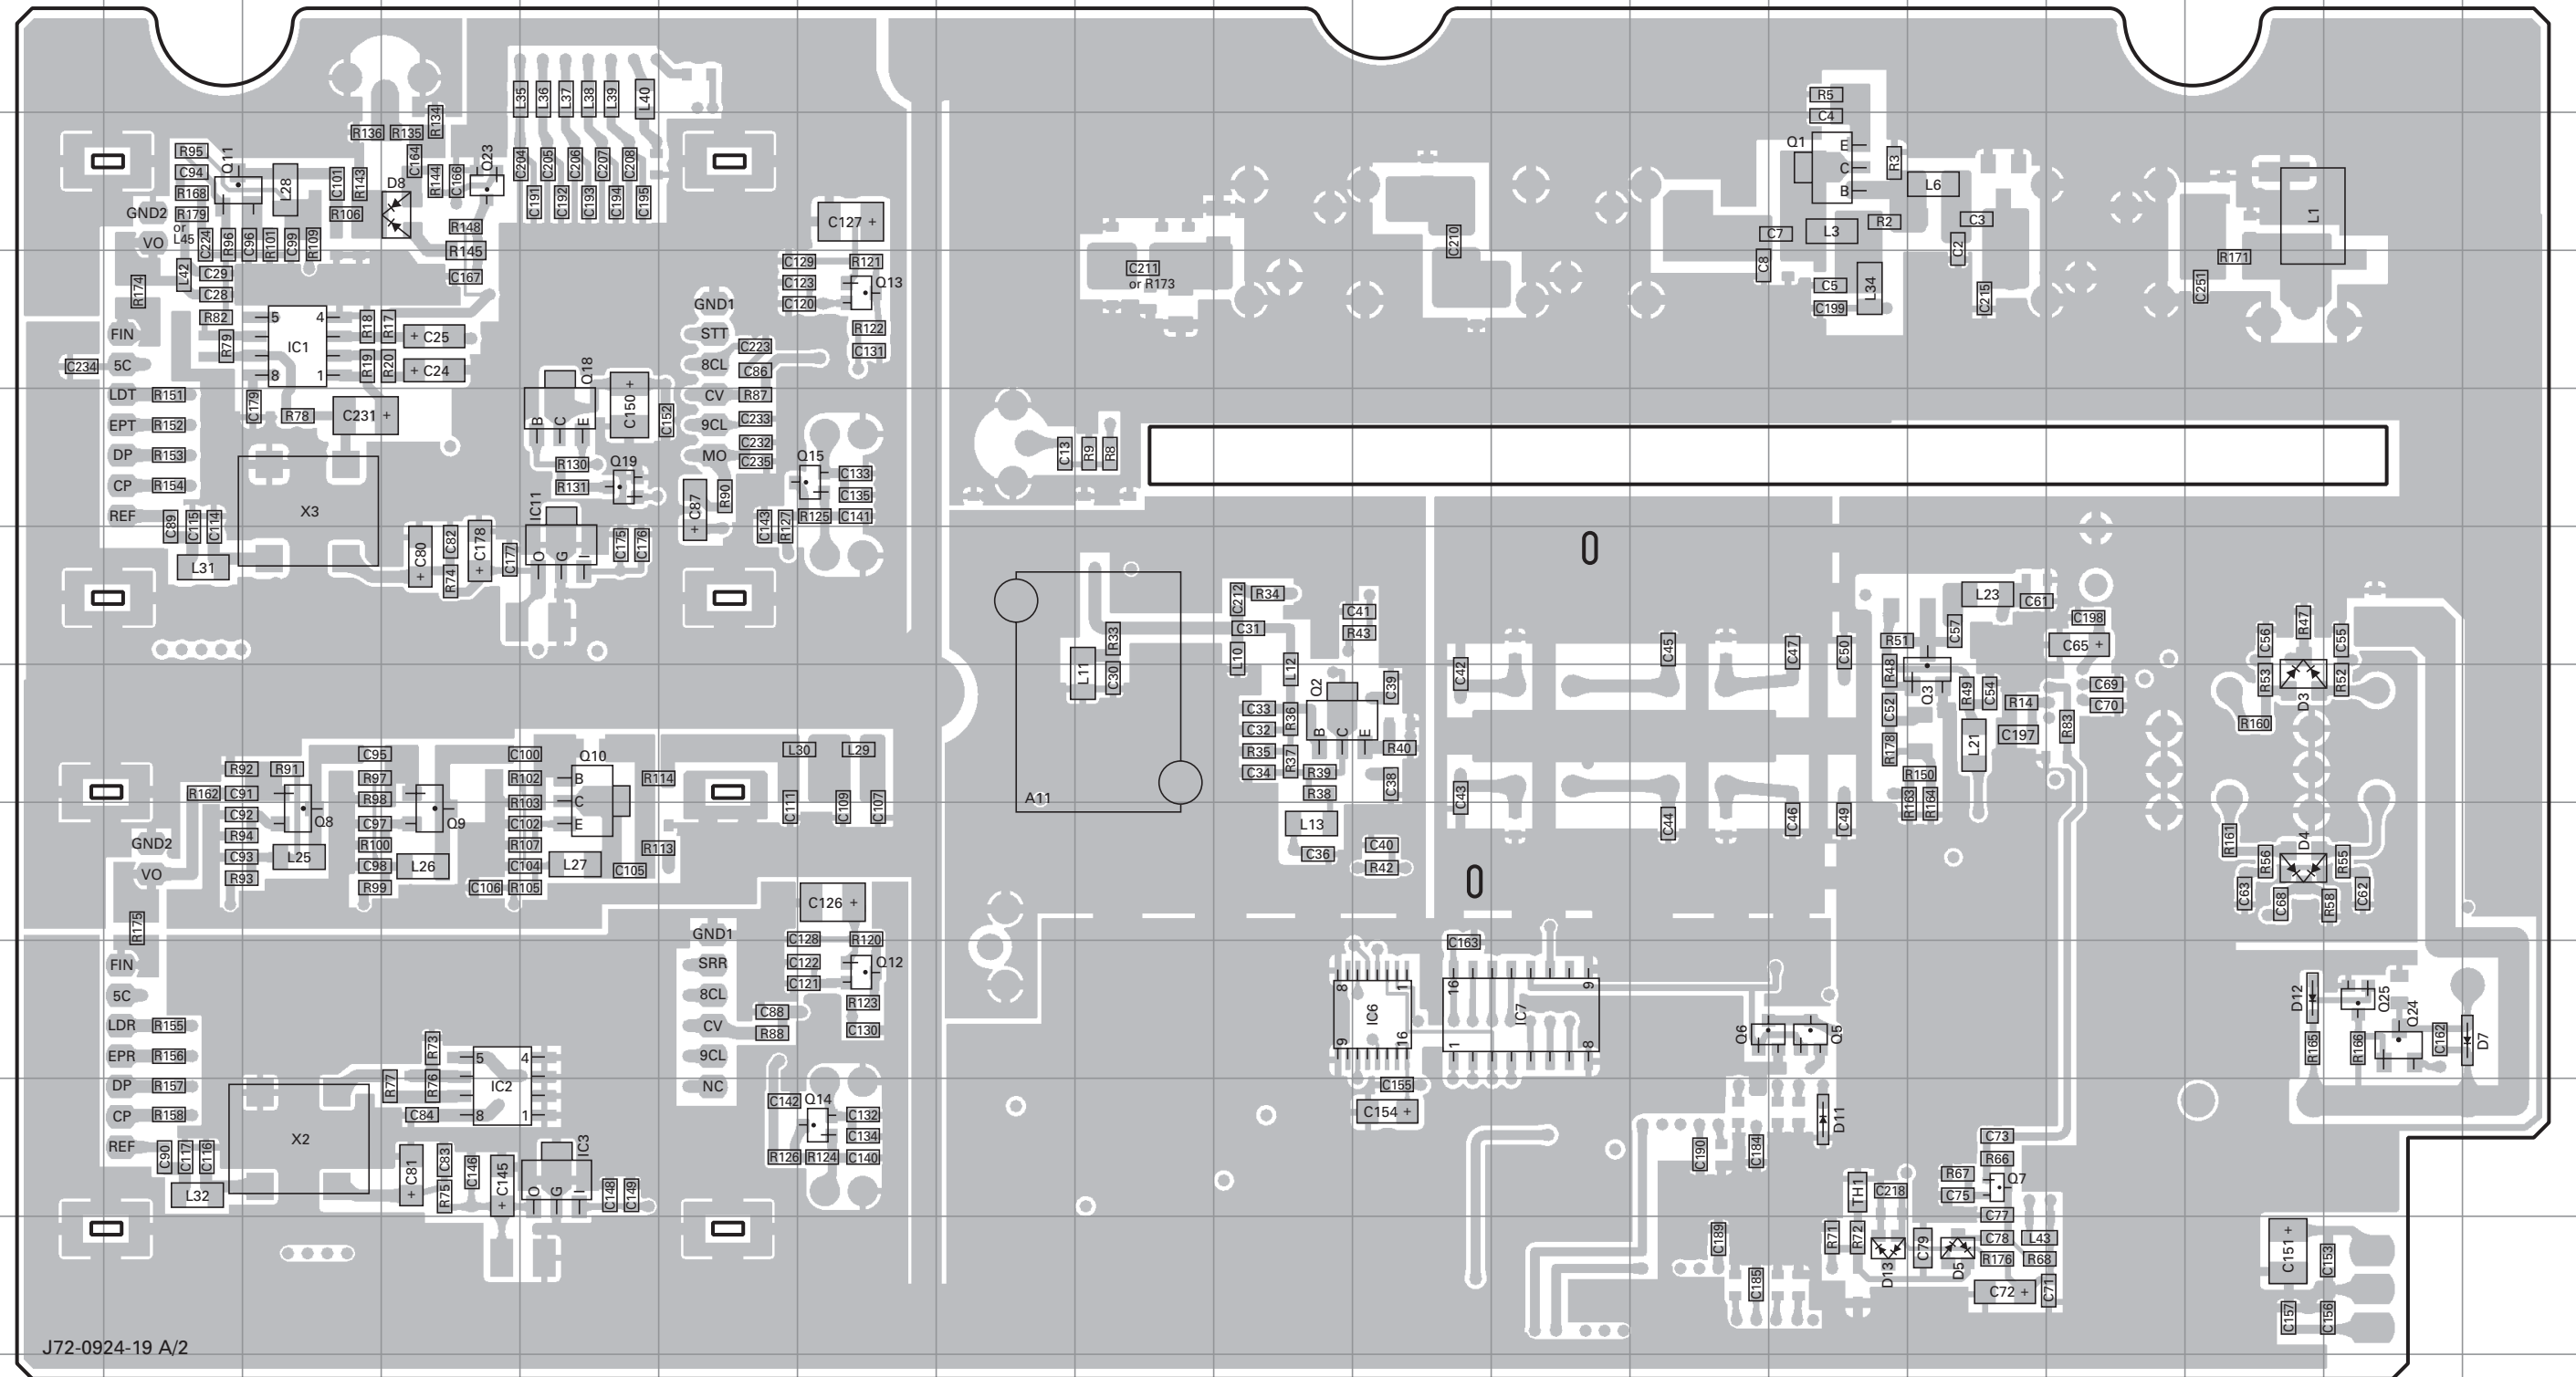 R5
C4
Q1
E
C
B
R3
L6
L3
R2
C3
C2
C7
C8
C5
C199
L34
C215
L1
R171
C251
C210
C211
or R173
L35
L36
L37
L38
L39
L40
R136
R135
R134
C164
R95
C94
R168
R179
or
L45
Q11
L28
C101
R143
R106
D8
R144
C166
Q23
C204
C205
C206
C207
C208
C191
C192
C193
C194
C195
GND2
VO
C224
R96
C96
R101
C99
R109
R148
R145
C167
L42
C29
C28
R174
R82
R79
5
4
IC1
8
1
R18
R17
R19
R20
+ C25
+ C24
FIN
5C
C234
LDT R151
EPT R152
DP R153
CP R154
REF
C179
R78
C231 +
X3
C89
C115
C114
L31
C80 +
C82
R74
C178 +
C177
Q18
B
C
E
C150 +
C152
R130
R131
Q19
IC11
O
G
I
C175
C176
GND1
STT
8CL
CV
9CL
MO
C223
C86
R87
C233
C232
C235
C87 +
R90
C127 +
C129
C123
C120
R121
Q13
R122
C131
Q15
C133
C135
C141
C143
R127
R125
C13
R9
R8
A11
L11
R33
C30
C212
R34
C31
L10
C41
R43
L12
Q2
B
C
E
C39
C33
C32
R35
C34
R36
R37
R39
R38
R40
C38
L13
C36
C40
R42
C42
C43
C45
C44
C47
C46
C50
C49
R51
R48
C52
R178
Q3
C57
L23
C61
C198
C65 +
R49
C54
R14
C197
L21
R83
C69
C70
R150
R163
R164
C56
R47
C55
R53
R52
D3
R160
R161
D4
R56
R55
C63
C68
R58
C62
R92
R91
R162
C91
C92
R94
C93
R93
Q8
L25
C95
R97
R98
C97
R100
C98
R99
Q9
L26
C100
R102
R103
C102
R107
C104
R105
C106
Q10
B
C
E
L27
R114
R113
C105
L30
L29
C111
C109
C107
GND2
VO
R175
FIN
5C
LDR R155
EPR R156
DP R157
CP R158
REF
R73
R77
R76
C84
5
4
IC2
8
1
X2
C90
C117
C116
L32
C81 +
C83
R75
C146
C145 +
IC3
O
G
I
C148
C149
GND1
SRR
8CL
CV
9CL
NC
C88
R88
C126 +
C128
C122
C121
R120
Q12
R123
C130
C142
Q14
C132
C134
R126
R124
C140
8
1
IC6
9
16
C163
16
9
IC7
1
8
C155
C154 +
Q6
Q5
D11
C190
C184
C189
C185
TH1
C218
R71
R72
D13
C79
D5
C73
R66
R67
C75
Q7
C77
C78
R176
L43
R68
C72 +
C71
D12
Q25
Q24
C162
D7
R165
R166
C151 +
C153
C157
C156
J72-0924-19 A/2